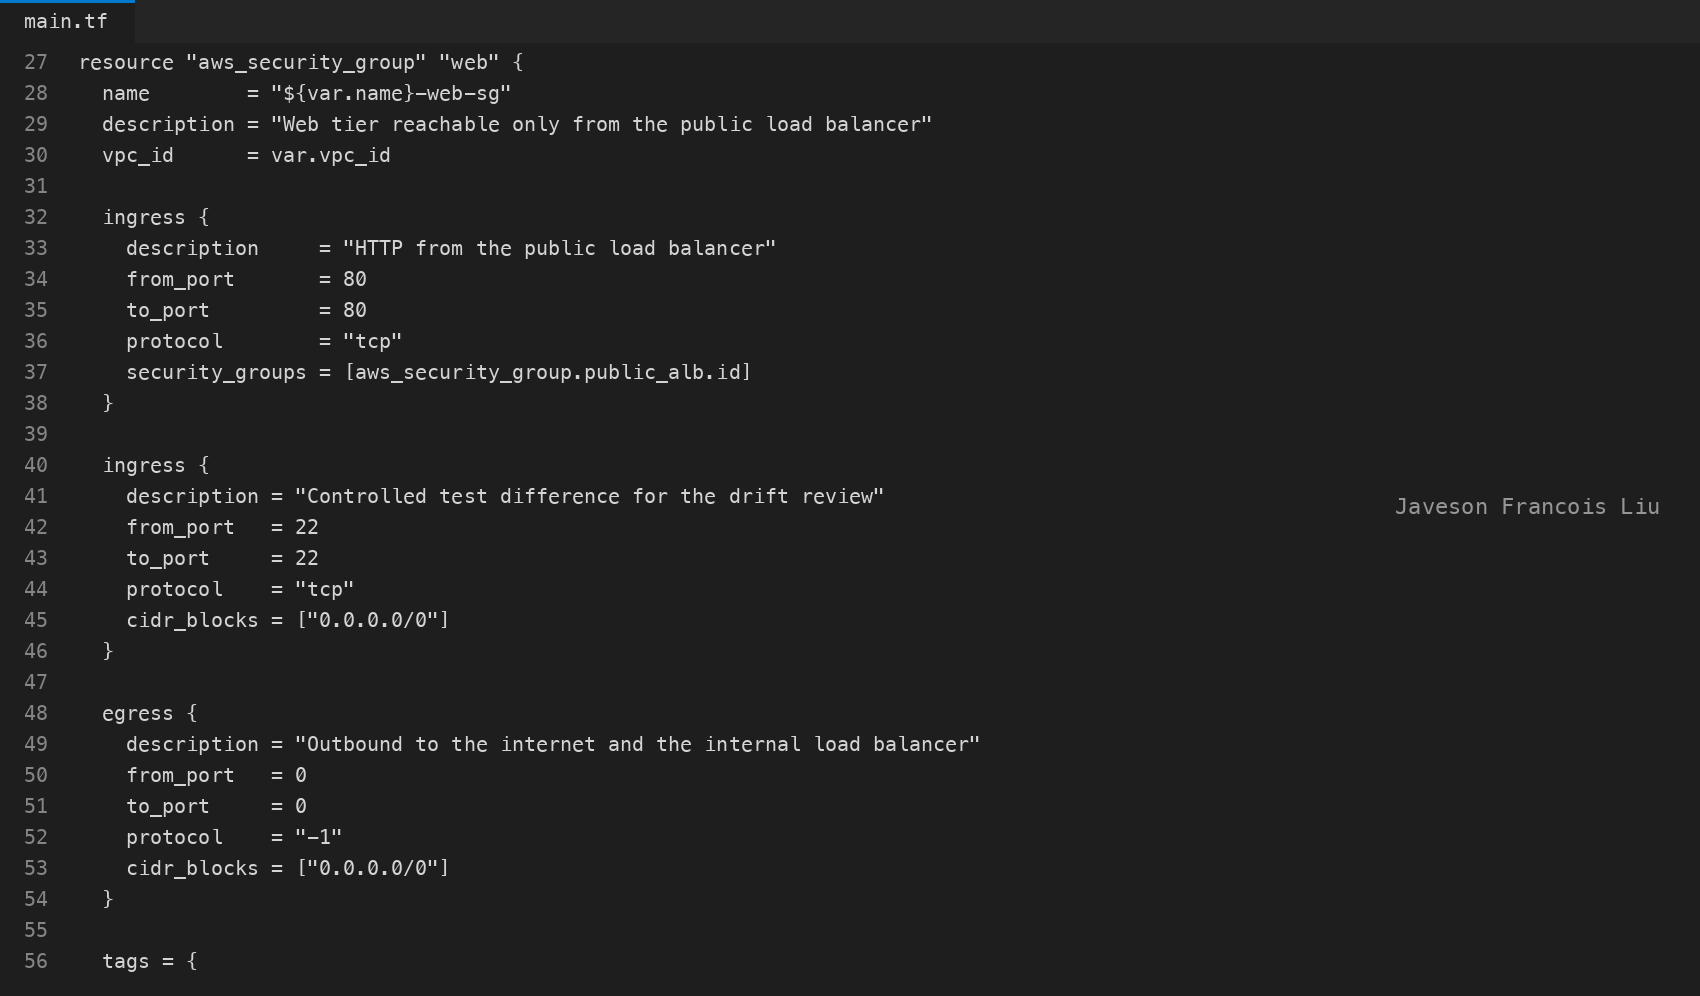 main.tf
27 resource "aws_security_group" "web" {
28   name        = "${var.name}-web-sg"
29   description = "Web tier reachable only from the public load balancer"
30   vpc_id      = var.vpc_id
31
32   ingress {
33     description     = "HTTP from the public load balancer"
34     from_port       = 80
35     to_port         = 80
36     protocol        = "tcp"
37     security_groups = [aws_security_group.public_alb.id]
38   }
39
40   ingress {
41     description = "Controlled test difference for the drift review"
Javeson Francois Liu
42     from_port   = 22
43     to_port     = 22
44     protocol    = "tcp"
45     cidr_blocks = ["0.0.0.0/0"]
46   }
47
48   egress {
49     description = "Outbound to the internet and the internal load balancer"
50     from_port   = 0
51     to_port     = 0
52     protocol    = "-1"
53     cidr_blocks = ["0.0.0.0/0"]
54   }
55
56   tags = {